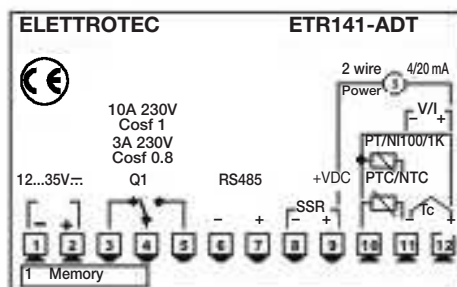 ELETTROTEC ETR141-ADT
CE
2 wire 4/20 mA
Power S
V/I
− +
10A 230V
Cosf 1
3A 230V
Cosf 0.8
PT/NI100/1K
12...35V⎓ Q1 RS485 +VDC PTC/NTC
− + − + SSR − Tc
− +
1 2 3 4 5 6 7 8 9 10 11 12
1 Memory